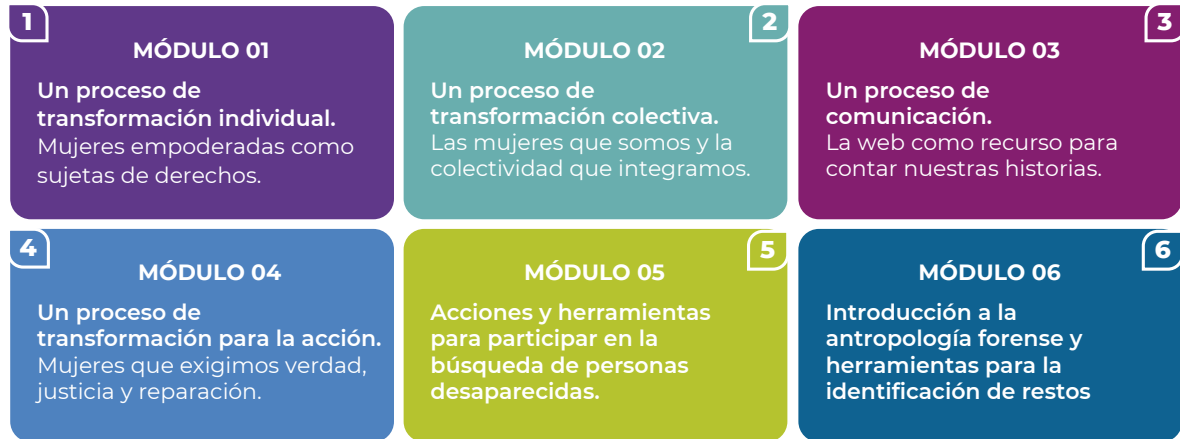 1
MÓDULO 01
Un proceso de
transformación individual.
Mujeres empoderadas como
sujetas de derechos.
2
MÓDULO 02
Un proceso de
transformación colectiva.
Las mujeres que somos y la
colectividad que integramos.
3
MÓDULO 03
Un proceso de
comunicación.
La web como recurso para
contar nuestras historias.
4
MÓDULO 04
Un proceso de
transformación para la acción.
Mujeres que exigimos verdad,
justicia y reparación.
5
MÓDULO 05
Acciones y herramientas
para participar en la
búsqueda de personas
desaparecidas.
6
MÓDULO 06
Introducción a la
antropología forense y
herramientas para la
identificación de restos